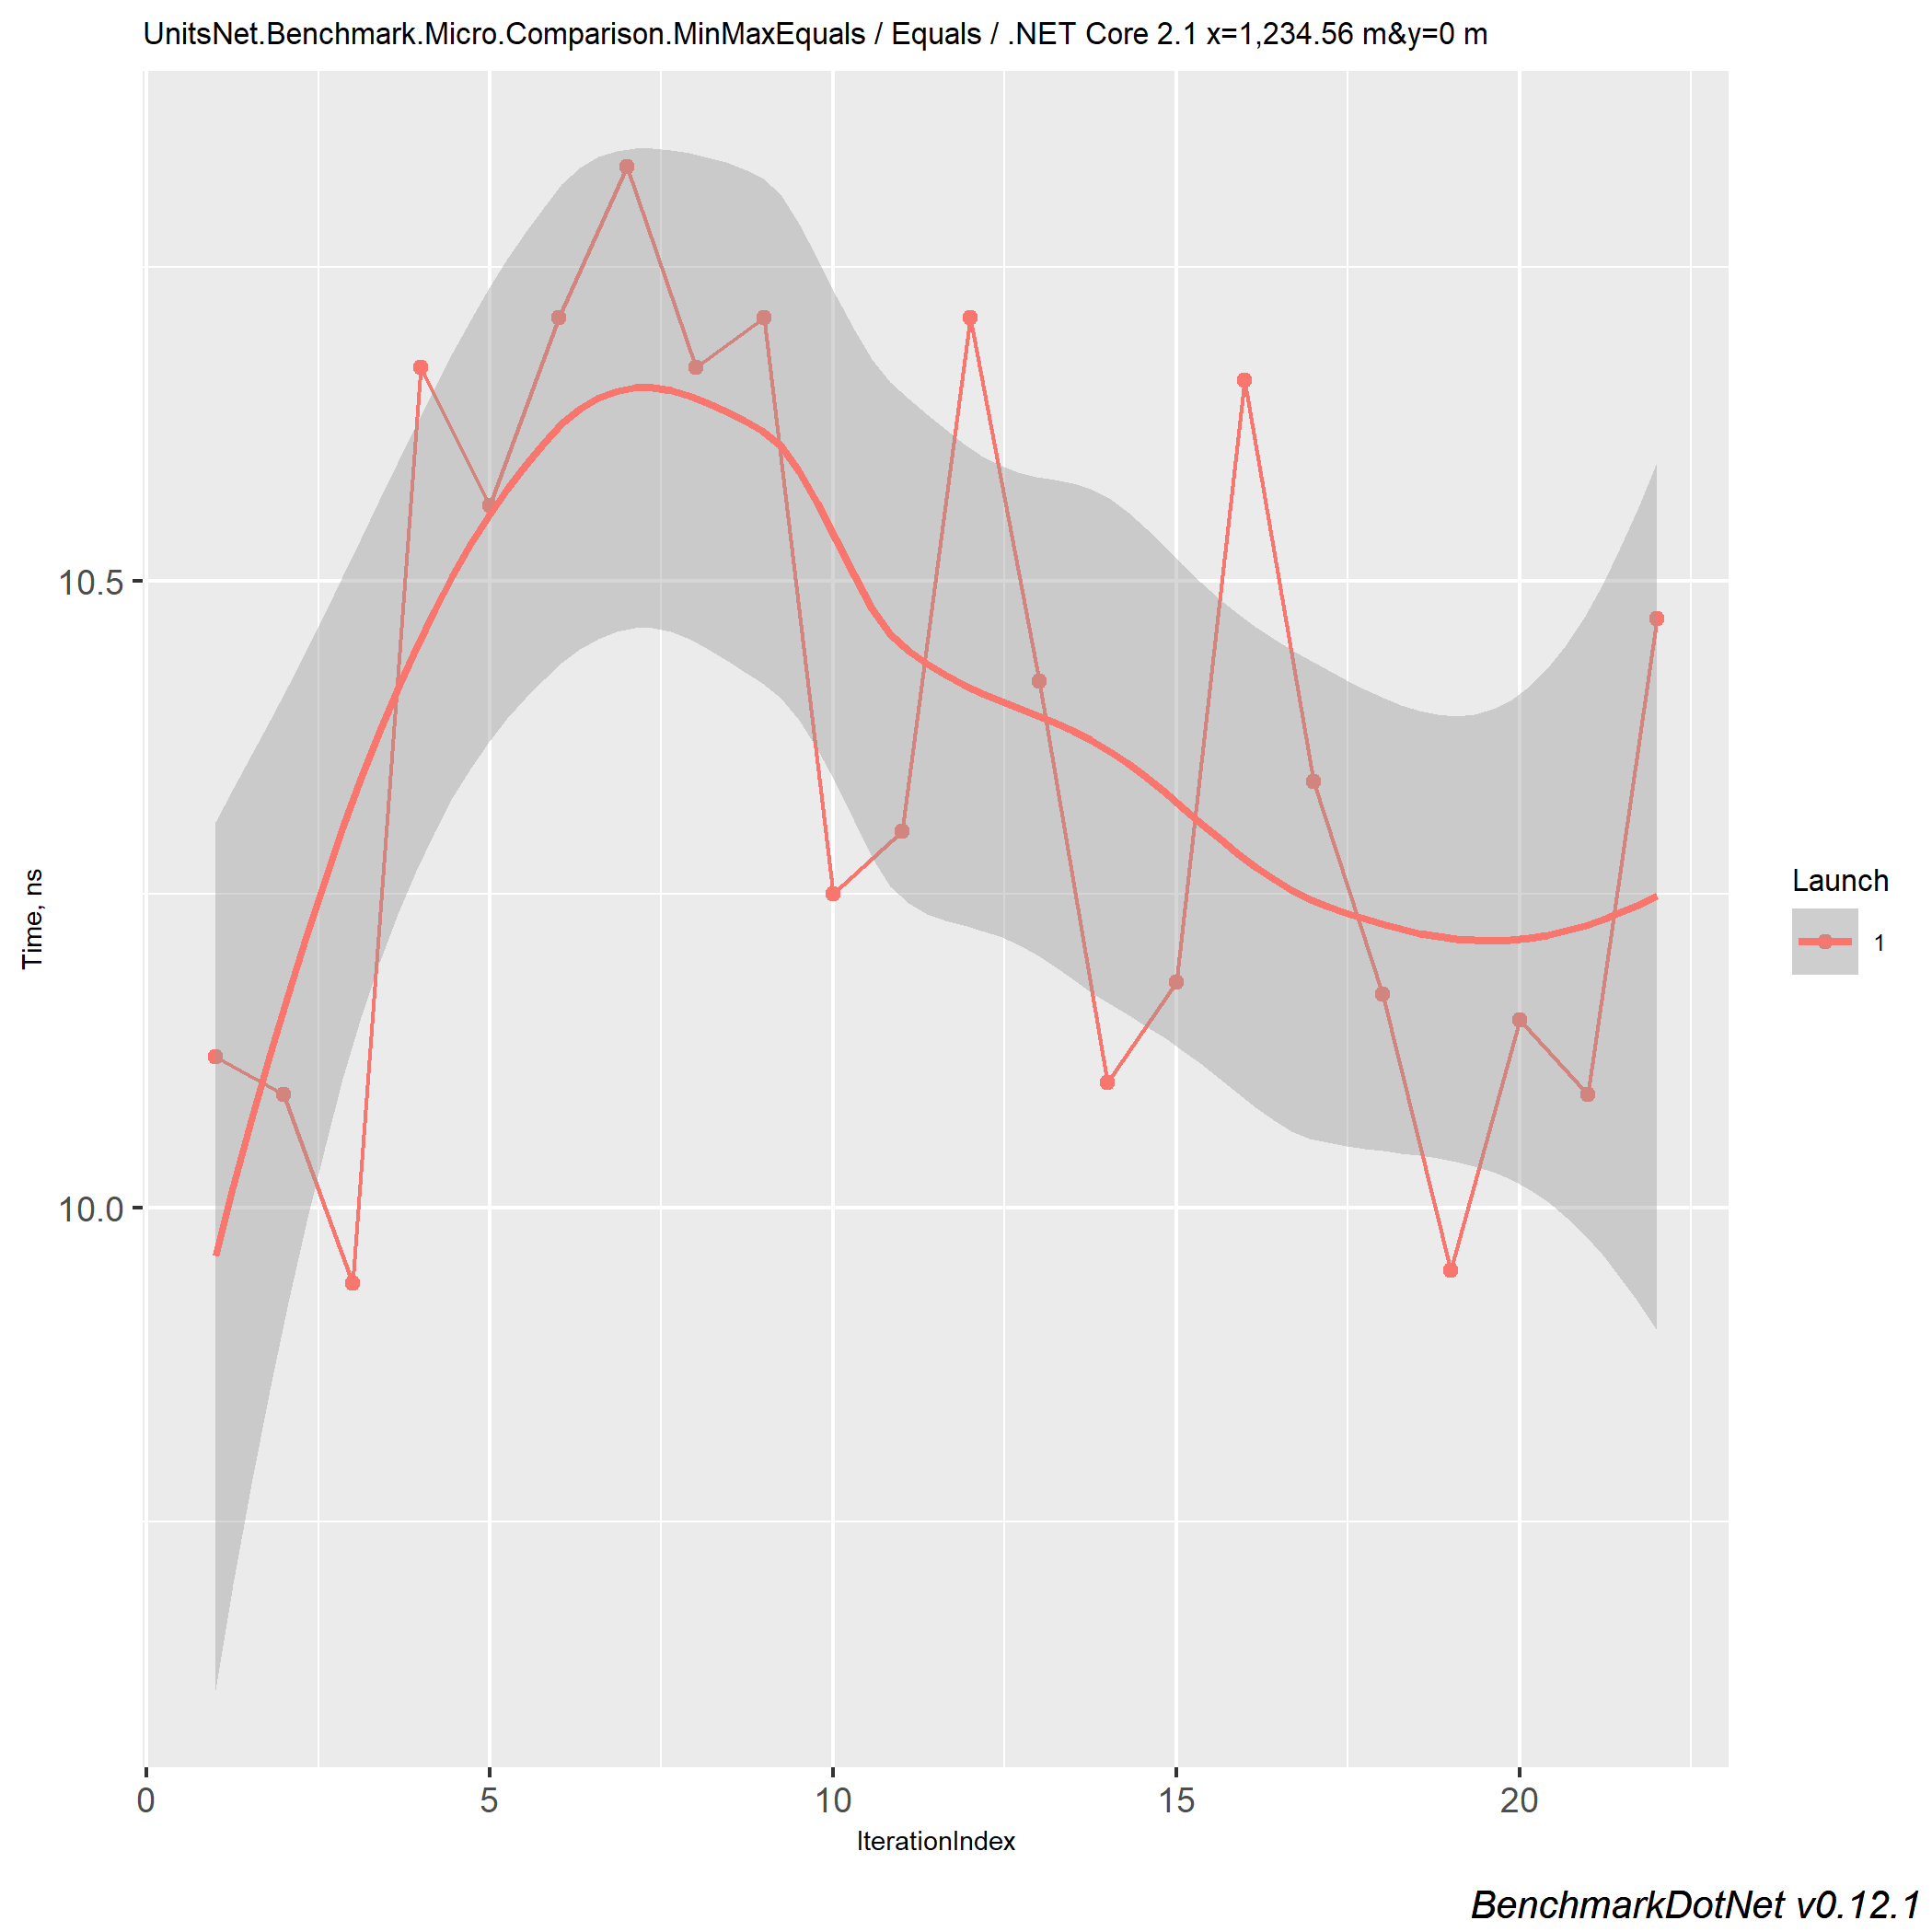 UnitsNet.Benchmark.Micro.Comparison.MinMaxEquals / Equals / .NET Core 2.1 x=1,234.56 m&y=0 m
10.5
10.0
Time, ns
0 5 10 15 20
IterationIndex
Launch
1
BenchmarkDotNet v0.12.1